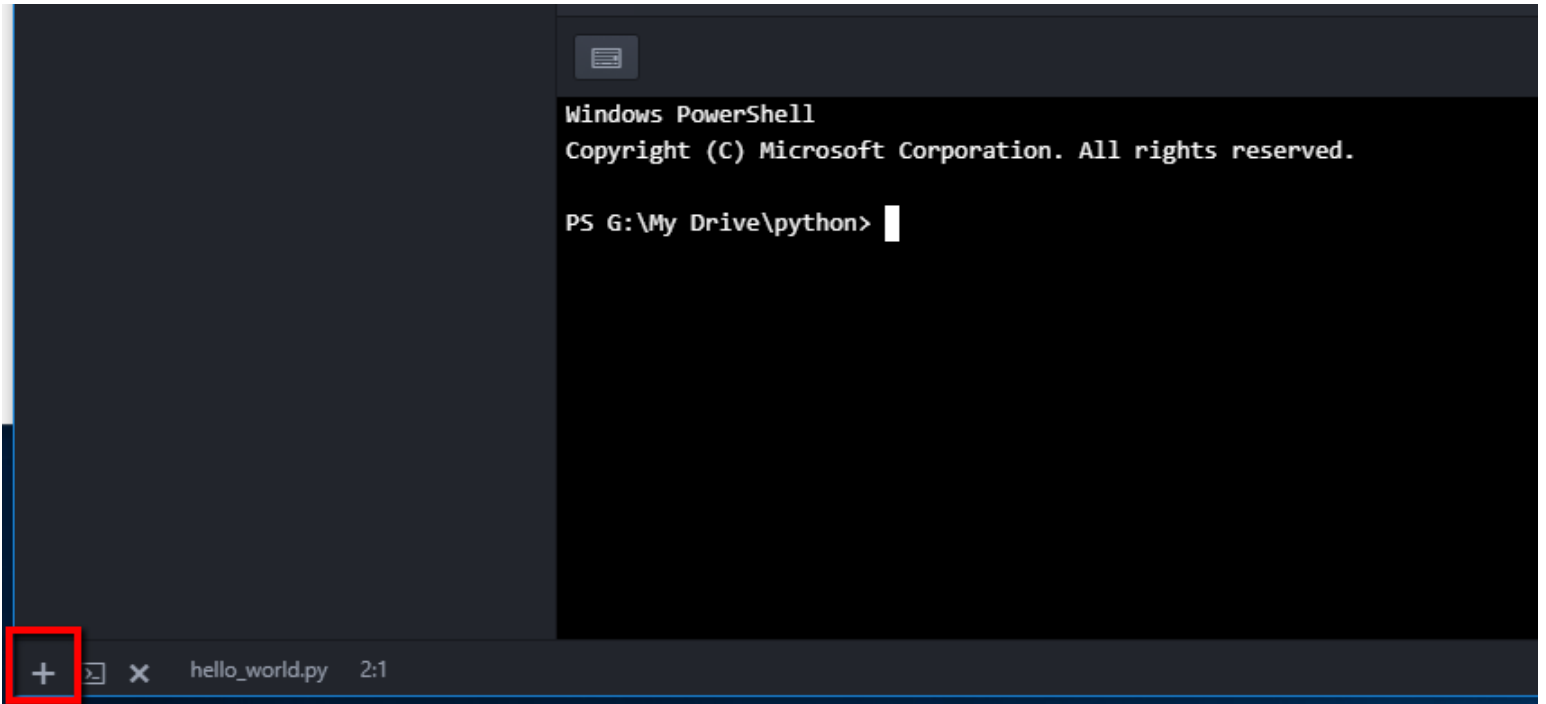 Windows PowerShell
Copyright (C) Microsoft Corporation. All rights reserved.
PS G:\My Drive\python>
hello_world.py 2:1